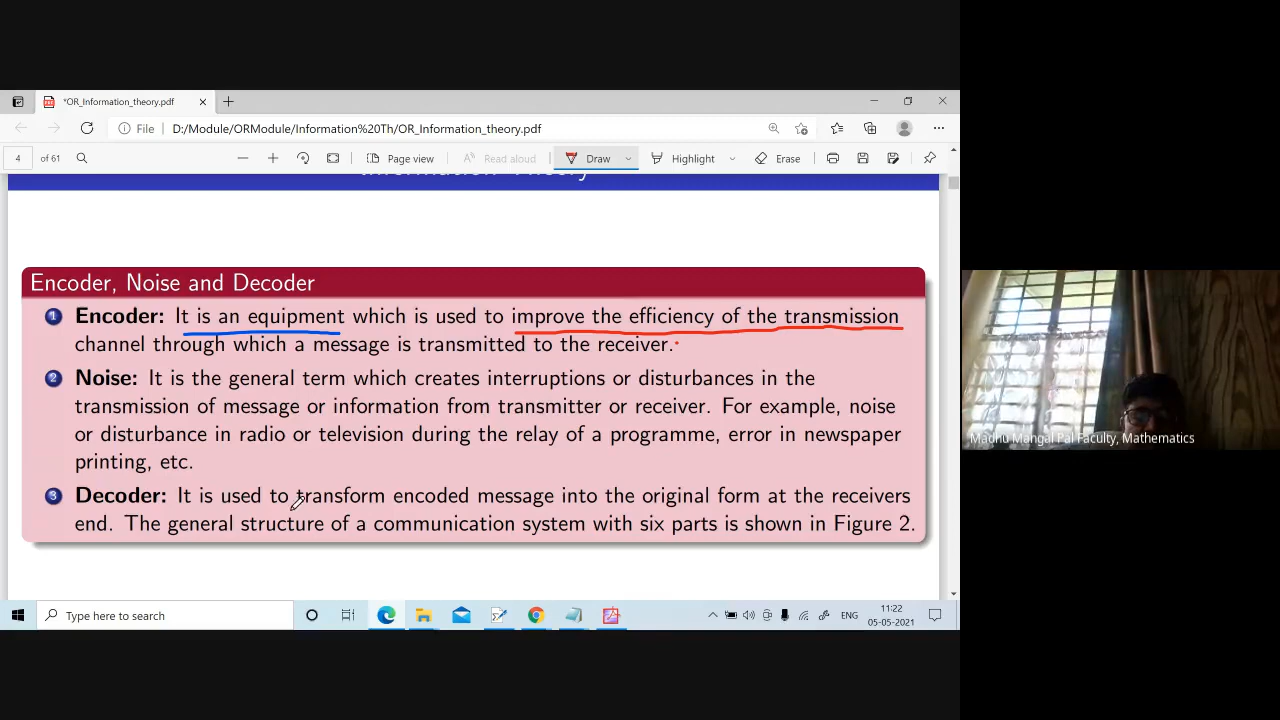 *OR_Information_theory.pdf
File D:/Module/ORModule/Information%20Th/OR_Information_theory.pdf
4 of 61 Page view Read aloud Draw Highlight Erase
Information Theory
Encoder, Noise and Decoder
1 Encoder: It is an equipment which is used to improve the efficiency of the transmission
channel through which a message is transmitted to the receiver.
2 Noise: It is the general term which creates interruptions or disturbances in the
transmission of message or information from transmitter or receiver. For example, noise
or disturbance in radio or television during the relay of a programme, error in newspaper
printing, etc.
3 Decoder: It is used to transform encoded message into the original form at the receivers
end. The general structure of a communication system with six parts is shown in Figure 2.
Madhu Mangal Pal Faculty, Mathematics
Type here to search
ENG
11:22
05-05-2021